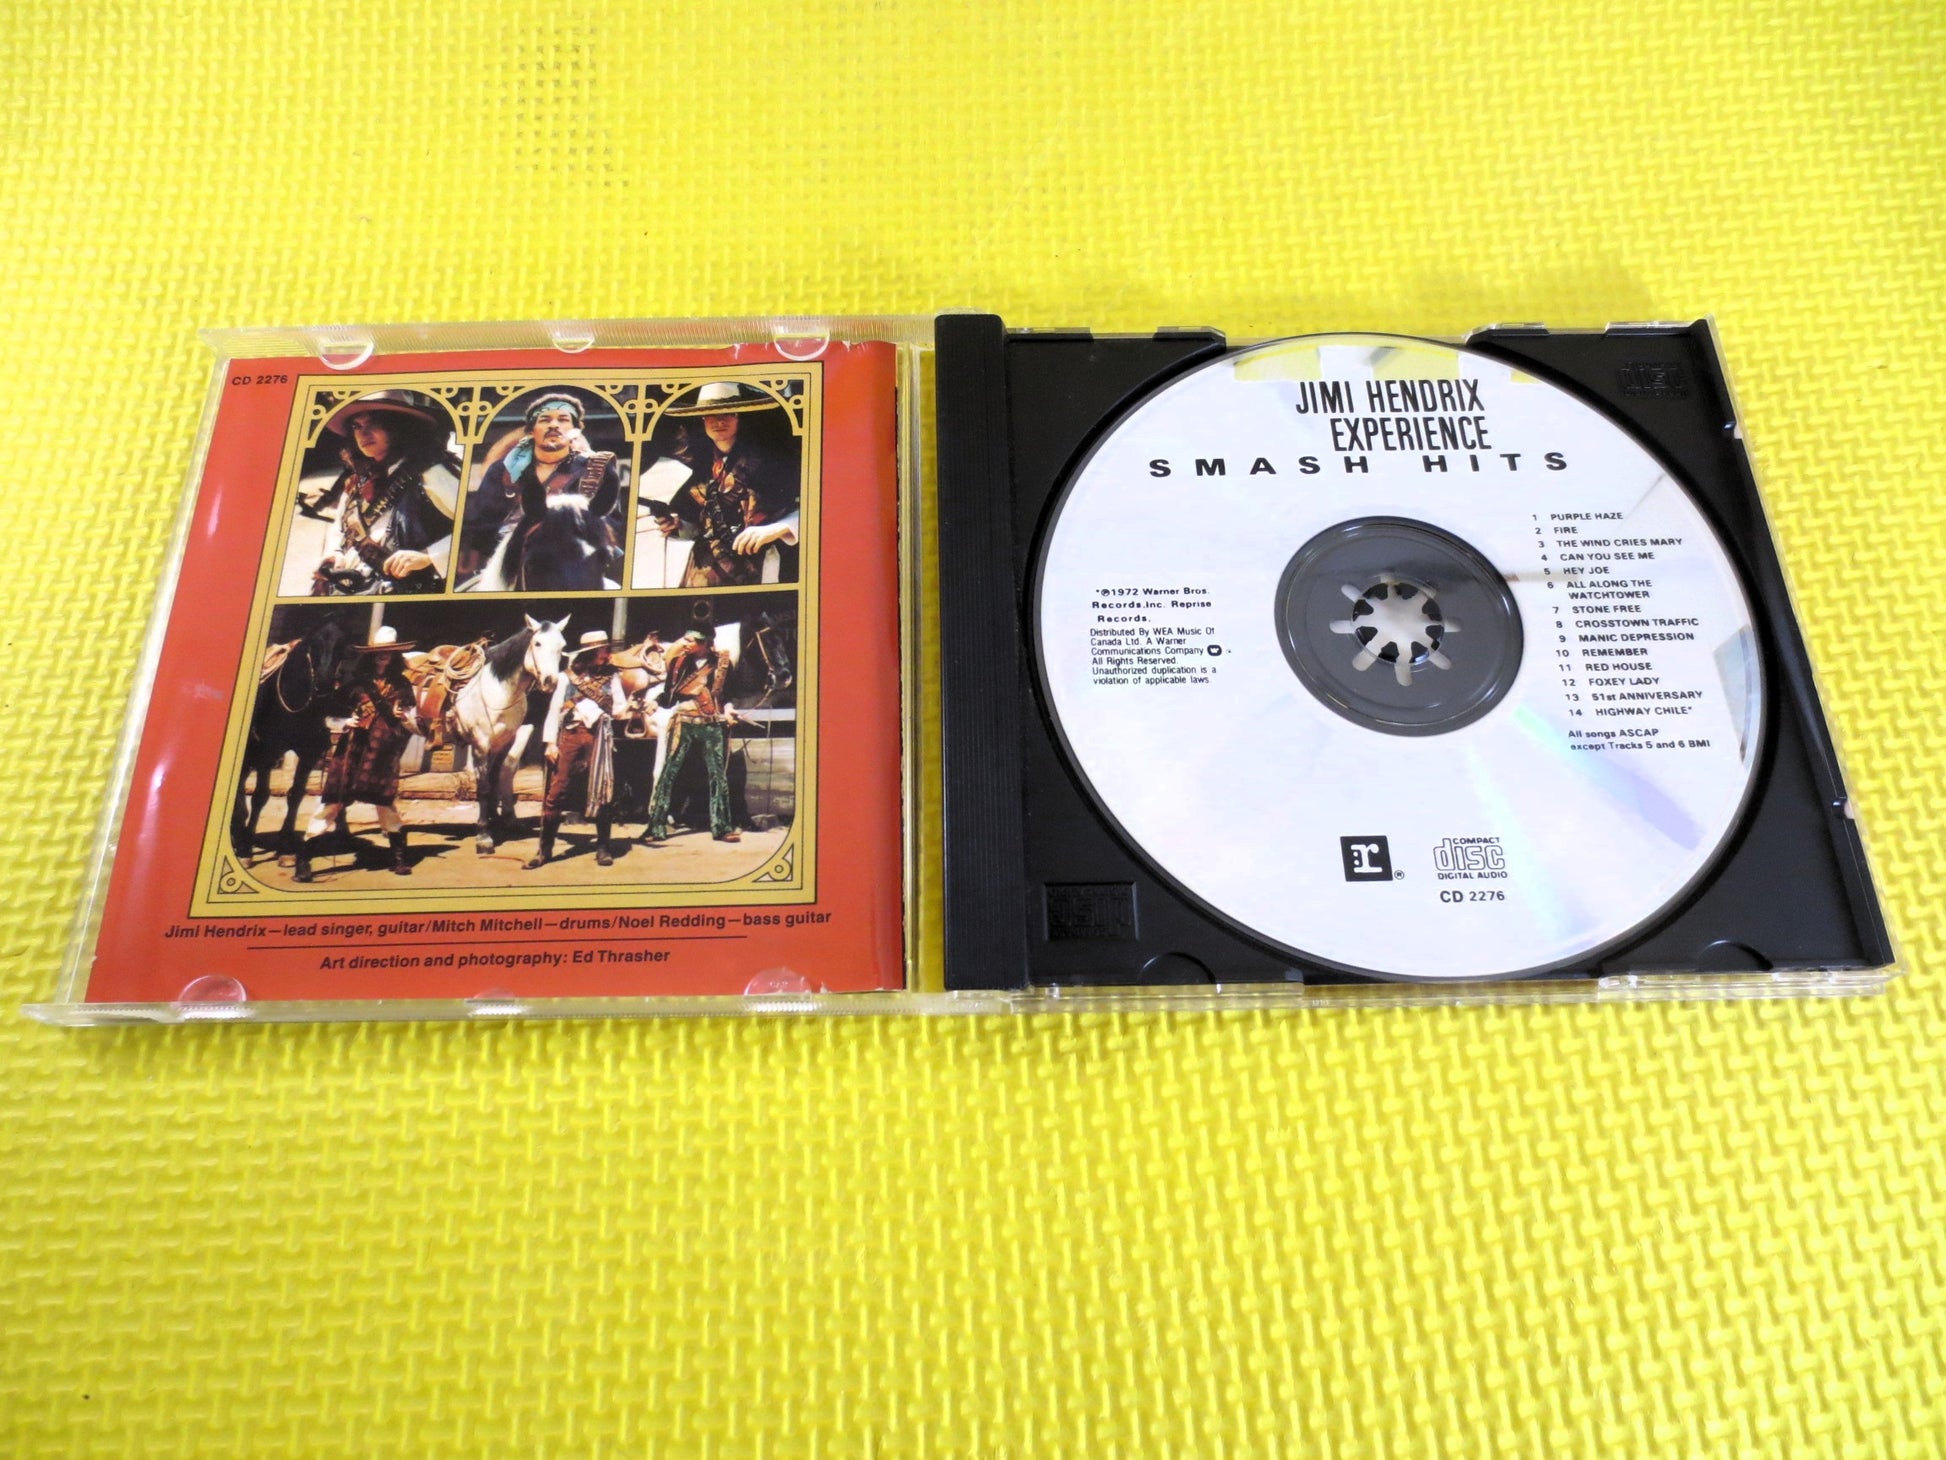 CD 2276
Jimi Hendrix—lead singer, guitar/Mitch Mitchell—drums/Noel Redding—bass guitar
Art direction and photography: Ed Thrasher
JIMI HENDRIX
EXPERIENCE
SMASH HITS
1 PURPLE HAZE
2 FIRE
3 THE WIND CRIES MARY
4 CAN YOU SEE ME
5 HEY JOE
6 ALL ALONG THE
WATCHTOWER
7 STONE FREE
8 CROSSTOWN TRAFFIC
9 MANIC DEPRESSION
10 REMEMBER
11 RED HOUSE
12 FOXEY LADY
13 51st ANNIVERSARY
14 HIGHWAY CHILE*
All songs ASCAP
except Tracks 5 and 6 BMI
*℗1972 Warner Bros.
Records,Inc. Reprise
Records.
Distributed By WEA Music Of
Canada Ltd. A Warner
Communications Company
All Rights Reserved.
Unauthorized duplication is a
violation of applicable laws.
r ®
COMPACT
disc
DIGITAL AUDIO
CD 2276